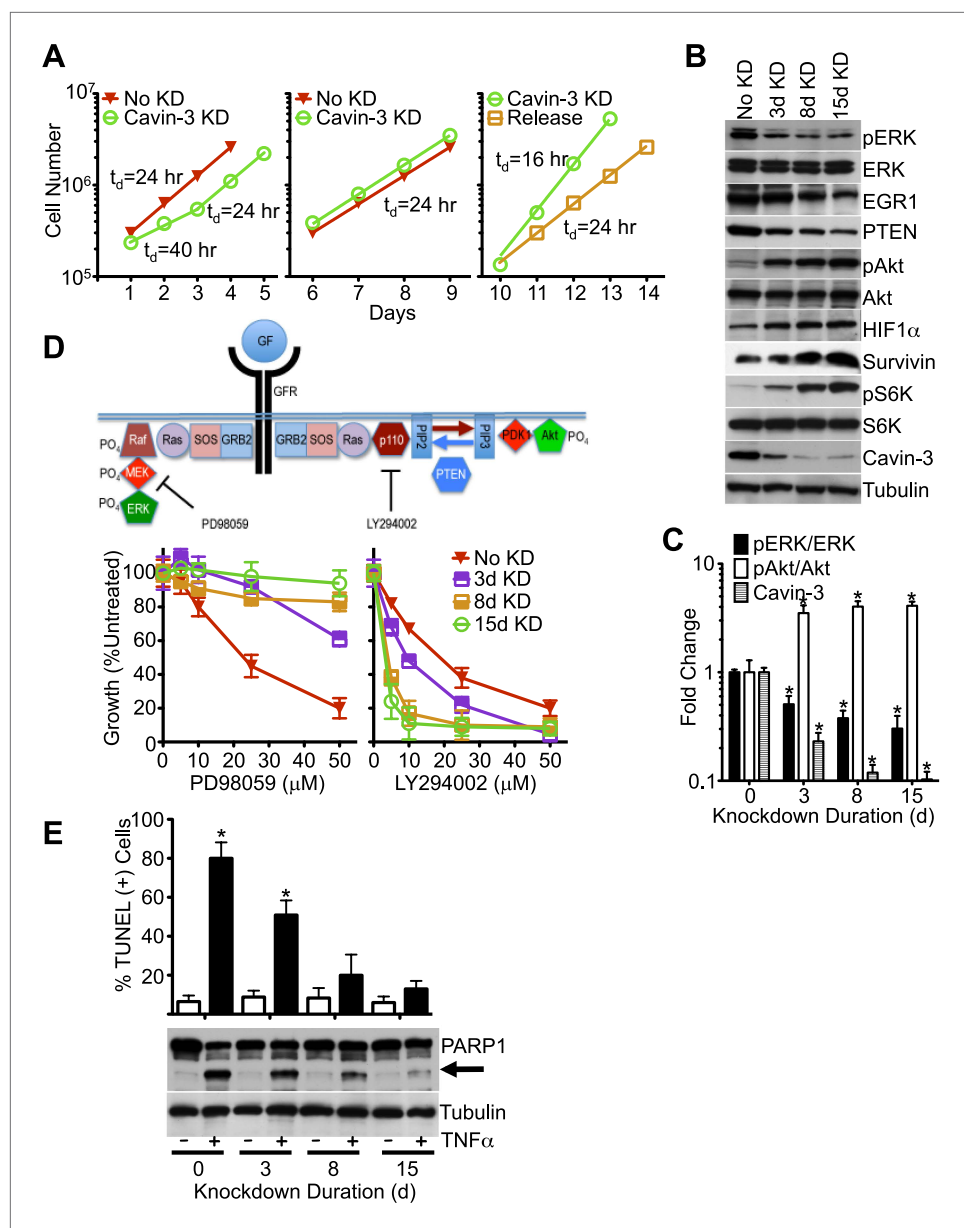 A
No KD
Cavin-3 KD
No KD
Cavin-3 KD
Cavin-3 KD
Release
Cell Number
10^7
10^6
10^5
t_d=24 hr
t_d=24 hr
t_d=40 hr
t_d=24 hr
t_d=16 hr
t_d=24 hr
1 2 3 4 5
6 7 8 9
10 11 12 13 14
Days
B
No KD
3d KD
8d KD
15d KD
pERK
ERK
EGR1
PTEN
pAkt
Akt
HIF1α
Survivin
pS6K
S6K
Cavin-3
Tubulin
D
GF
GFR
PO4 Raf Ras SOS GRB2 GRB2 SOS Ras p110 PIP2 PIP3 PDK1 Akt PO4
PO4 MEK
PTEN
PO4 ERK
PD98059
LY294002
Growth (%Untreated)
100
80
60
40
20
0
No KD
3d KD
8d KD
15d KD
0 10 20 30 40 50
0 10 20 30 40 50
PD98059 (μM)
LY294002 (μM)
C
pERK/ERK
pAkt/Akt
Cavin-3
Fold Change
10
1
0.1
* * * * * * * * *
0 3 8 15
Knockdown Duration (d)
E
% TUNEL (+) Cells
100
80
60
40
20
* *
PARP1
Tubulin
- + - + - + - + TNFα
0 3 8 15
Knockdown Duration (d)